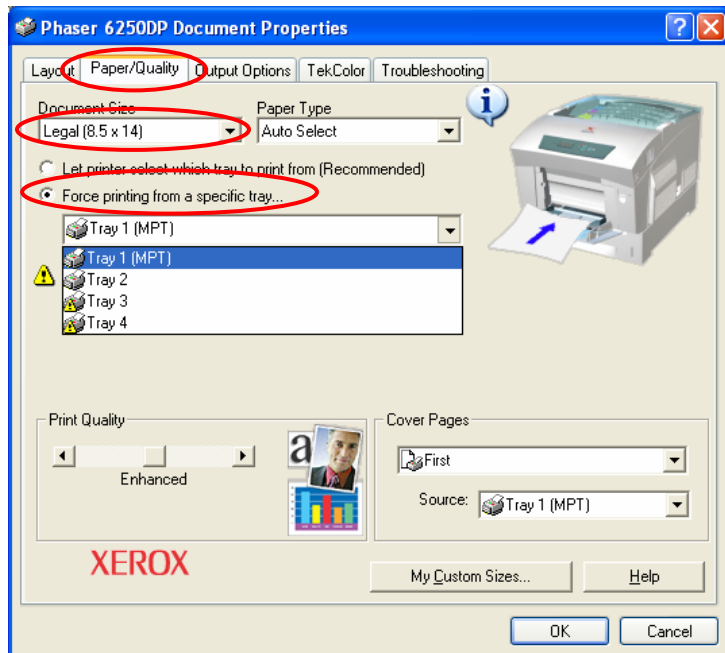 Phaser 6250DP Document Properties
Layout Paper/Quality Output Options TekColor Troubleshooting
Document Size Paper Type
Legal (8.5 x 14) Auto Select
Let printer select which tray to print from (Recommended)
Force printing from a specific tray...
Tray 1 (MPT)
Tray 1 (MPT)
Tray 2
Tray 3
Tray 4
Print Quality Cover Pages
a
First
Enhanced
Source: Tray 1 (MPT)
XEROX
My Custom Sizes... Help
OK Cancel